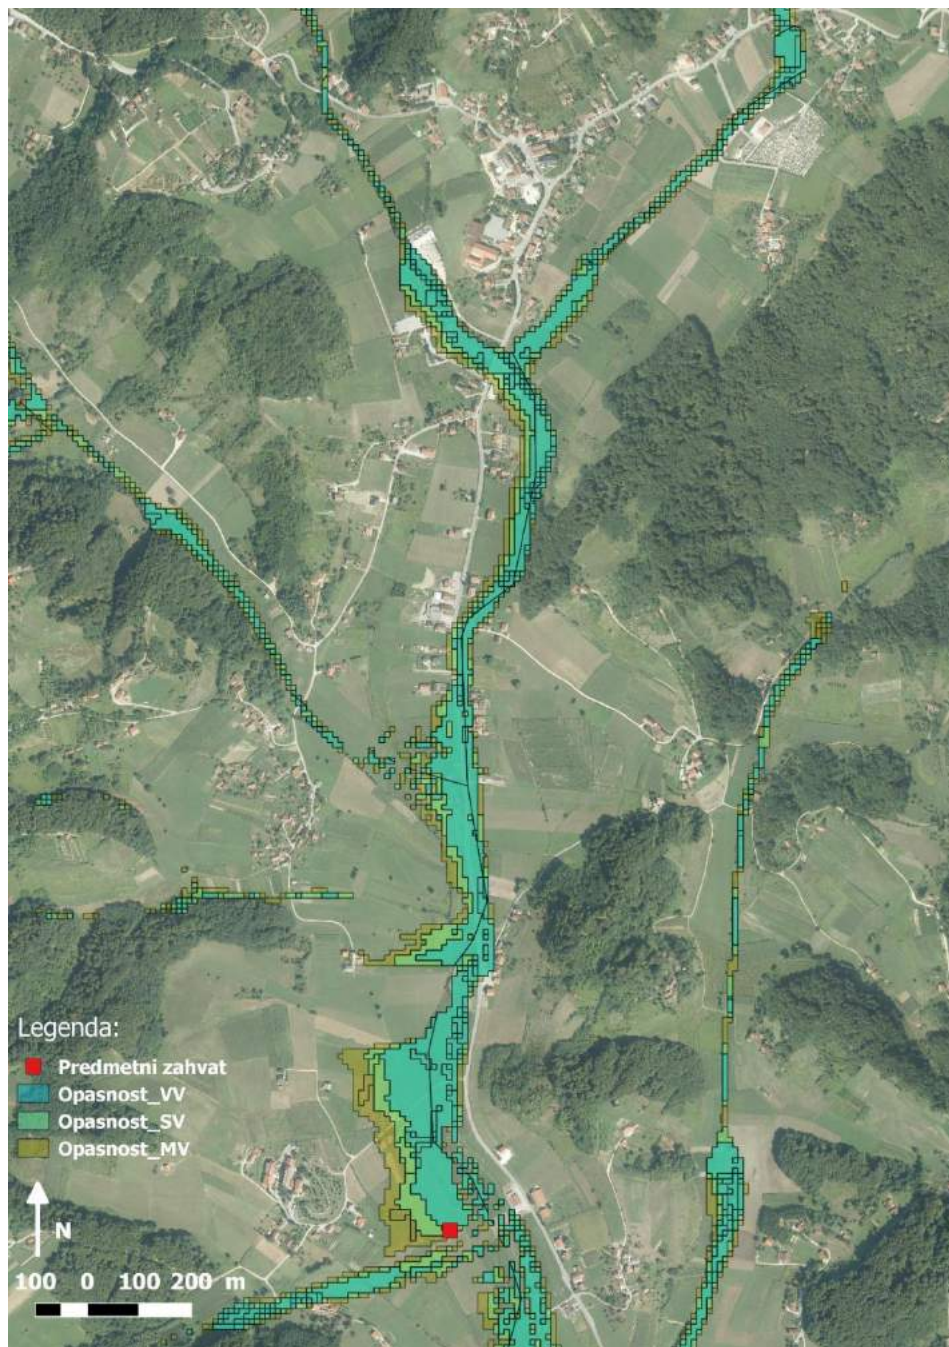 Legenda:
Predmetni zahvat
Opasnost_VV
Opasnost_SV
Opasnost_MV
N
100 0 100 200 m